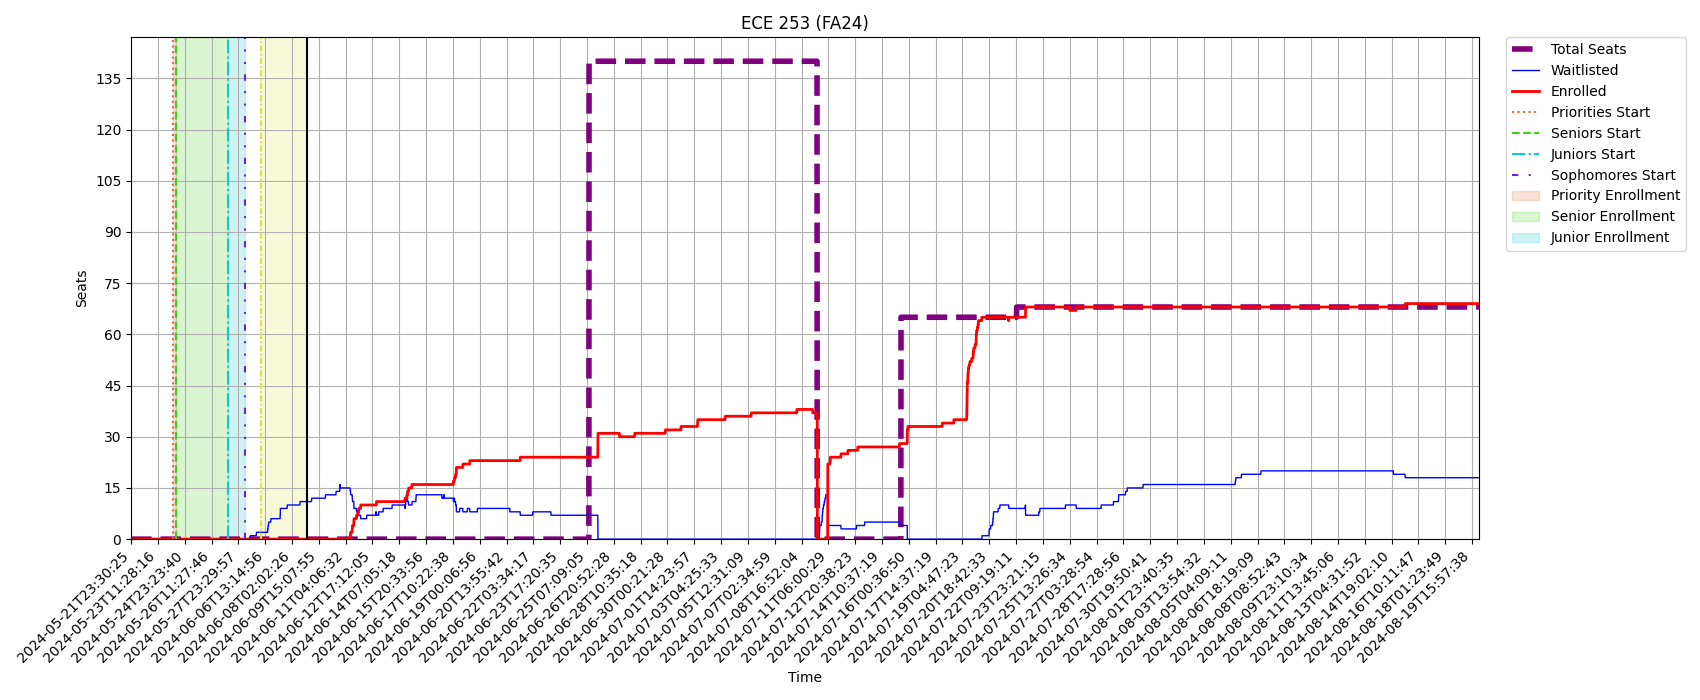 ECE 253 (FA24)
Total Seats
Waitlisted
Enrolled
Priorities Start
Seniors Start
Juniors Start
Sophomores Start
Priority Enrollment
Senior Enrollment
Junior Enrollment
Seats
135
120
105
90
75
60
45
30
15
0
2024-05-21T23:30:25
2024-05-23T11:28:16
2024-05-24T23:23:40
2024-05-26T11:27:46
2024-05-27T23:29:57
2024-06-06T13:14:56
2024-06-08T02:02:26
2024-06-09T15:07:55
2024-06-11T04:06:32
2024-06-12T17:12:05
2024-06-14T07:05:18
2024-06-15T20:33:56
2024-06-17T10:22:38
2024-06-19T00:06:56
2024-06-20T13:55:42
2024-06-22T03:34:17
2024-06-23T17:20:35
2024-06-25T07:09:05
2024-06-26T20:52:28
2024-06-28T10:35:18
2024-06-30T00:21:28
2024-07-01T14:23:57
2024-07-03T04:25:33
2024-07-05T12:31:09
2024-07-07T02:34:59
2024-07-08T16:52:04
2024-07-11T06:00:29
2024-07-12T20:38:23
2024-07-14T10:37:19
2024-07-16T00:36:50
2024-07-17T14:37:19
2024-07-19T04:47:23
2024-07-20T18:42:33
2024-07-22T09:19:11
2024-07-23T23:21:15
2024-07-25T13:26:34
2024-07-27T03:28:54
2024-07-28T17:28:56
2024-07-30T19:50:41
2024-08-01T23:40:35
2024-08-03T13:54:32
2024-08-05T04:09:11
2024-08-06T18:19:09
2024-08-08T08:52:43
2024-08-09T23:10:34
2024-08-11T13:45:06
2024-08-13T04:31:52
2024-08-14T19:02:10
2024-08-16T10:11:47
2024-08-18T01:23:49
2024-08-19T15:57:38
Time